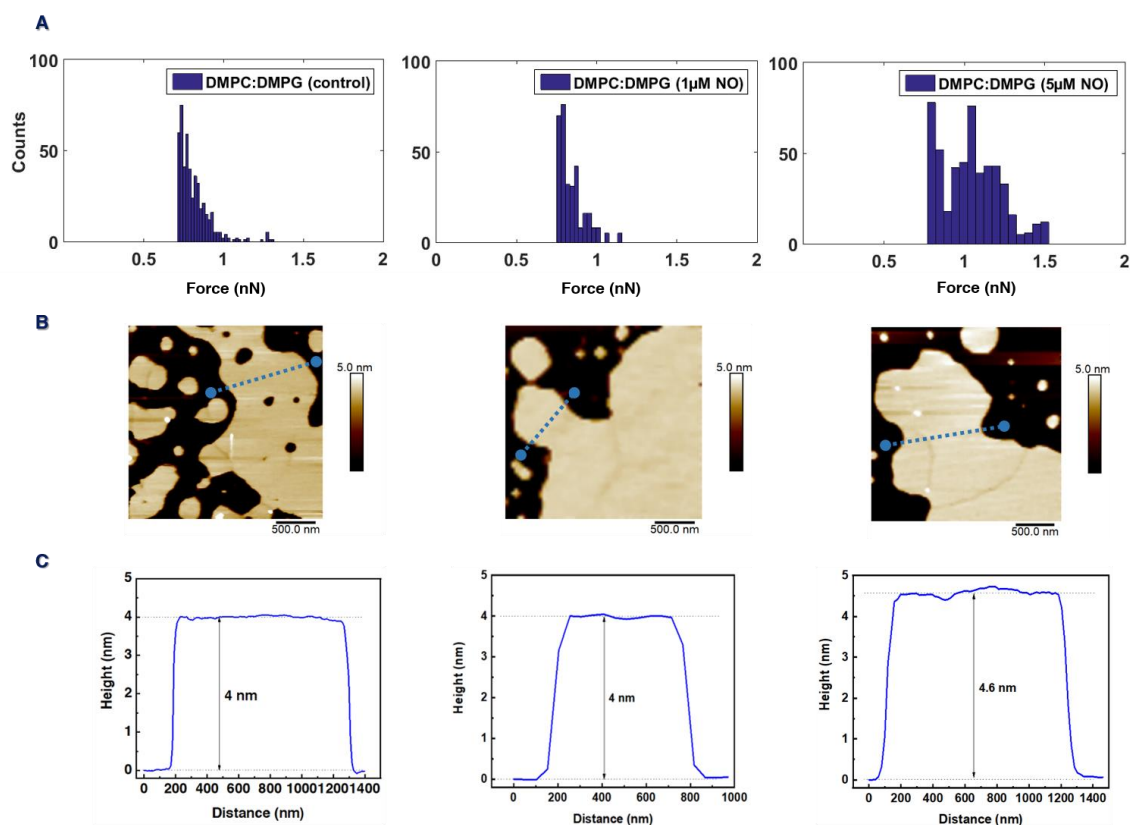 A
DMPC:DMPG (control)
100
50
0
Counts
0.5
1
1.5
2
Force (nN)
DMPC:DMPG (1µM NO)
100
50
0
0.5
1
1.5
2
Force (nN)
DMPC:DMPG (5µM NO)
100
50
0
0.5
1
1.5
2
Force (nN)
B
5.0 nm
500.0 nm
5.0 nm
500.0 nm
5.0 nm
500.0 nm
C
5
4
3
2
1
0
Height (nm)
4 nm
0 200 400 600 800 1000 1200 1400
Distance (nm)
5
4
3
2
1
0
Height (nm)
4 nm
0 200 400 600 800 1000
Distance (nm)
5
4
3
2
1
0
Height (nm)
4.6 nm
0 200 400 600 800 1000 1200 1400
Distance (nm)